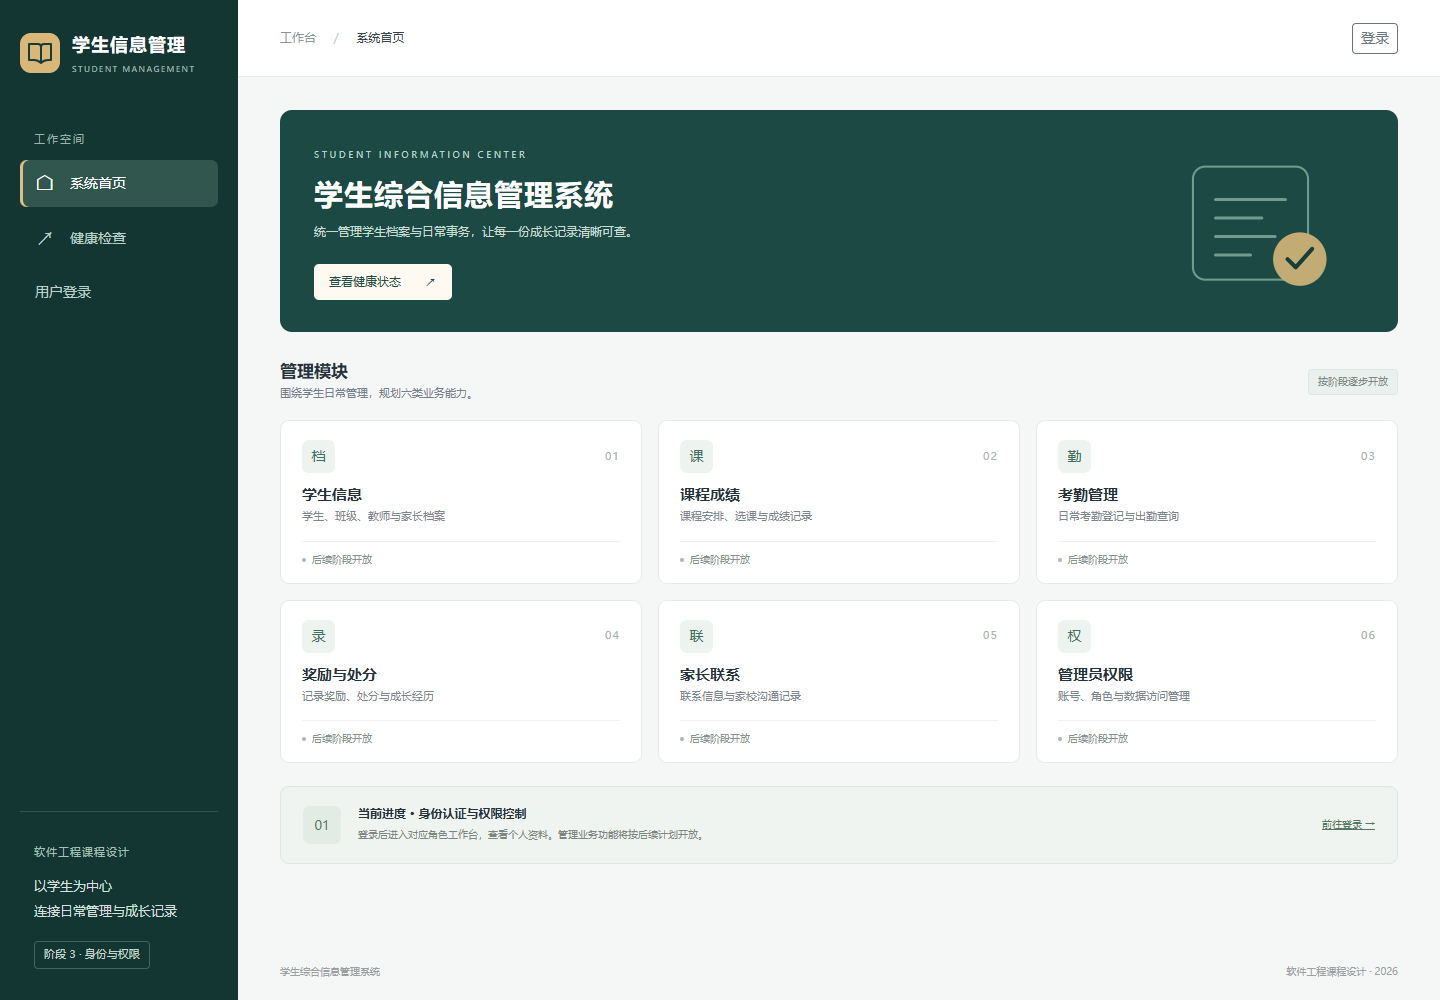 学生信息管理
STUDENT MANAGEMENT
工作空间
系统首页
健康检查
用户登录
软件工程课程设计
以学生为中心
连接日常管理与成长记录
阶段 3 · 身份与权限
工作台 / 系统首页
登录
STUDENT INFORMATION CENTER
学生综合信息管理系统
统一管理学生档案与日常事务，让每一份成长记录清晰可查。
查看健康状态 ↗
管理模块
围绕学生日常管理，规划六类业务能力。
按阶段逐步开放
档
01
学生信息
学生、班级、教师与家长档案
后续阶段开放
课
02
课程成绩
课程安排、选课与成绩记录
后续阶段开放
勤
03
考勤管理
日常考勤登记与出勤查询
后续阶段开放
录
04
奖励与处分
记录奖励、处分与成长经历
后续阶段开放
联
05
家长联系
联系信息与家校沟通记录
后续阶段开放
权
06
管理员权限
账号、角色与数据访问管理
后续阶段开放
01
当前进度 · 身份认证与权限控制
登录后进入对应角色工作台，查看个人资料。管理业务功能将按后续计划开放。
前往登录 →
学生综合信息管理系统
软件工程课程设计 · 2026